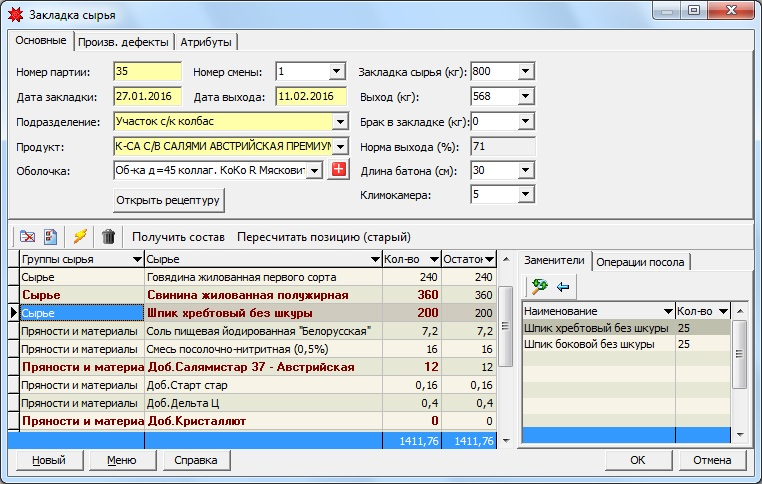 Закладка сырья
Основные Произв. дефекты Атрибуты
Номер партии: 35 Номер смены: 1 Закладка сырья (кг): 800
Дата закладки: 27.01.2016 Дата выхода: 11.02.2016 Выход (кг): 568
Подразделение: Участок с/к колбас Брак в закладке (кг): 0
Продукт: К-СА С/В САЛЯМИ АВСТРИЙСКАЯ ПРЕМИУМ Норма выхода (%): 71
Оболочка: Об-ка д=45 коллаг. КоКо R Мясковит Длина батона (см): 30
Открыть рецептуру Климокамера: 5
Получить состав Пересчитать позицию (старый)
Группы сырья Сырье Кол-во Остаток
Сырье Говядина жилованная первого сорта 240 240
Сырье Свинина жилованная полужирная 360 360
Сырье Шпик хребтовый без шкуры 200 200
Пряности и материалы Соль пищевая йодированная "Белорусская" 7,2 7,2
Пряности и материалы Смесь посолочно-нитритная (0,5%) 16 16
Пряности и материа Доб.Салямистар 37 - Австрийская 12 12
Пряности и материалы Доб.Старт стар 0,16 0,16
Пряности и материалы Доб.Дельта Ц 0,4 0,4
Пряности и материа Доб.Кристаллют 0 0
1411,76 1411,76
Заменители Операции посола
Наименование Кол-во
Шпик хребтовый без шкуры 25
Шпик боковой без шкуры 25
Новый Меню Справка ОК Отмена